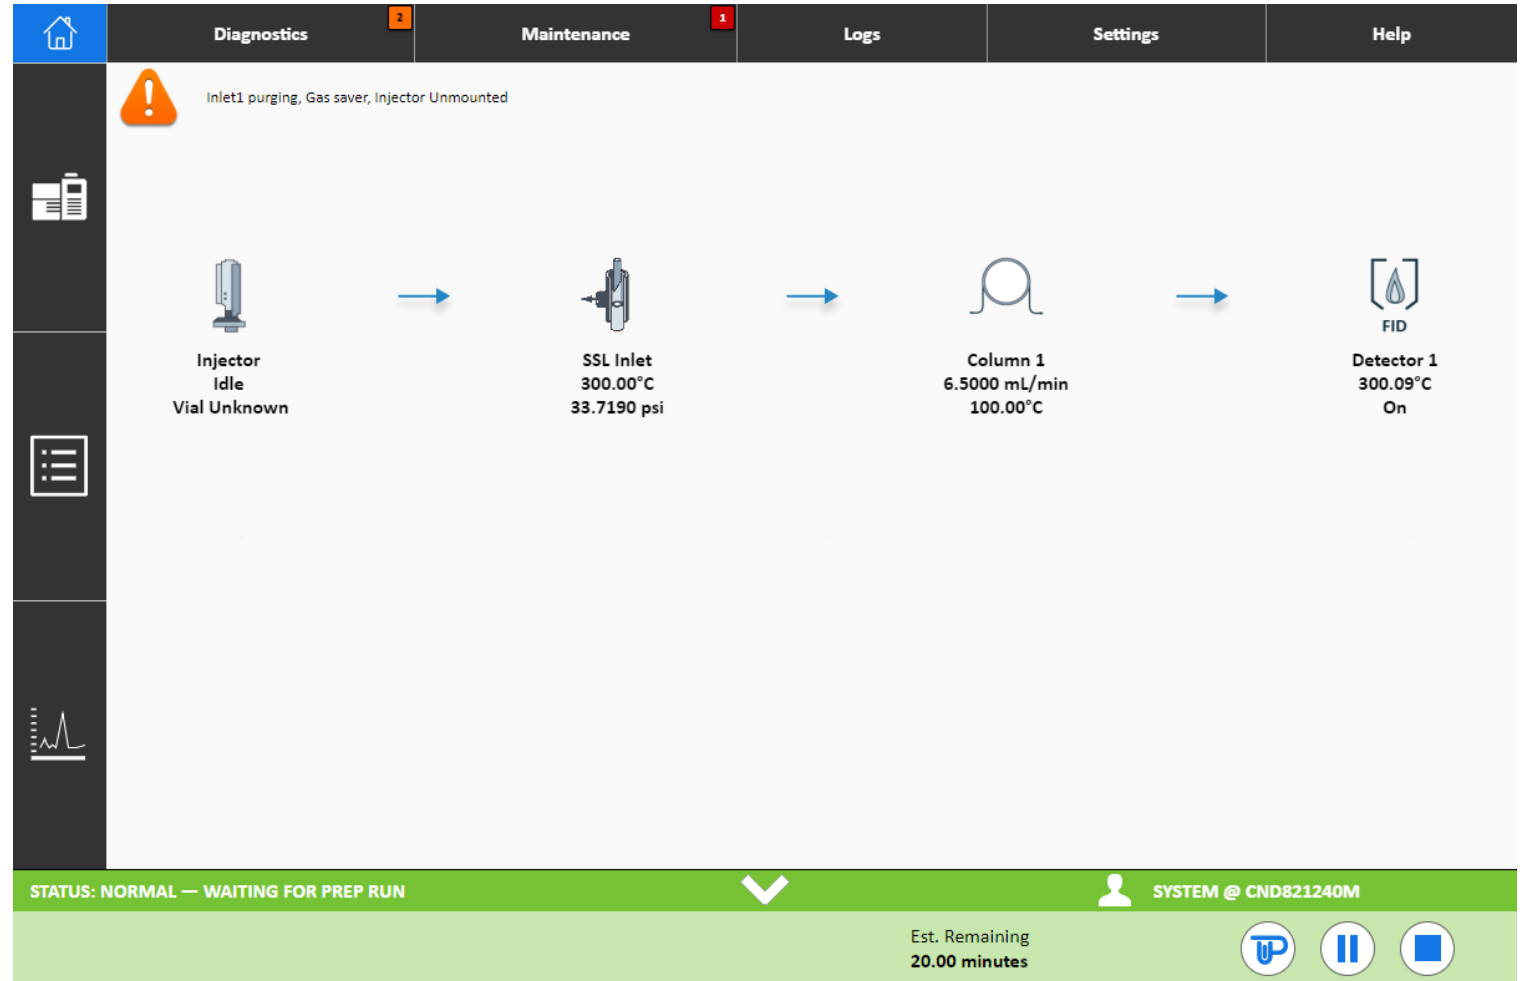 Diagnostics
2
Maintenance
1
Logs
Settings
Help
Inlet1 purging, Gas saver, Injector Unmounted
Injector
Idle
Vial Unknown
SSL Inlet
300.00°C
33.7190 psi
Column 1
6.5000 mL/min
100.00°C
FID
Detector 1
300.09°C
On
STATUS: NORMAL — WAITING FOR PREP RUN
SYSTEM @ CND821240M
Est. Remaining
20.00 minutes